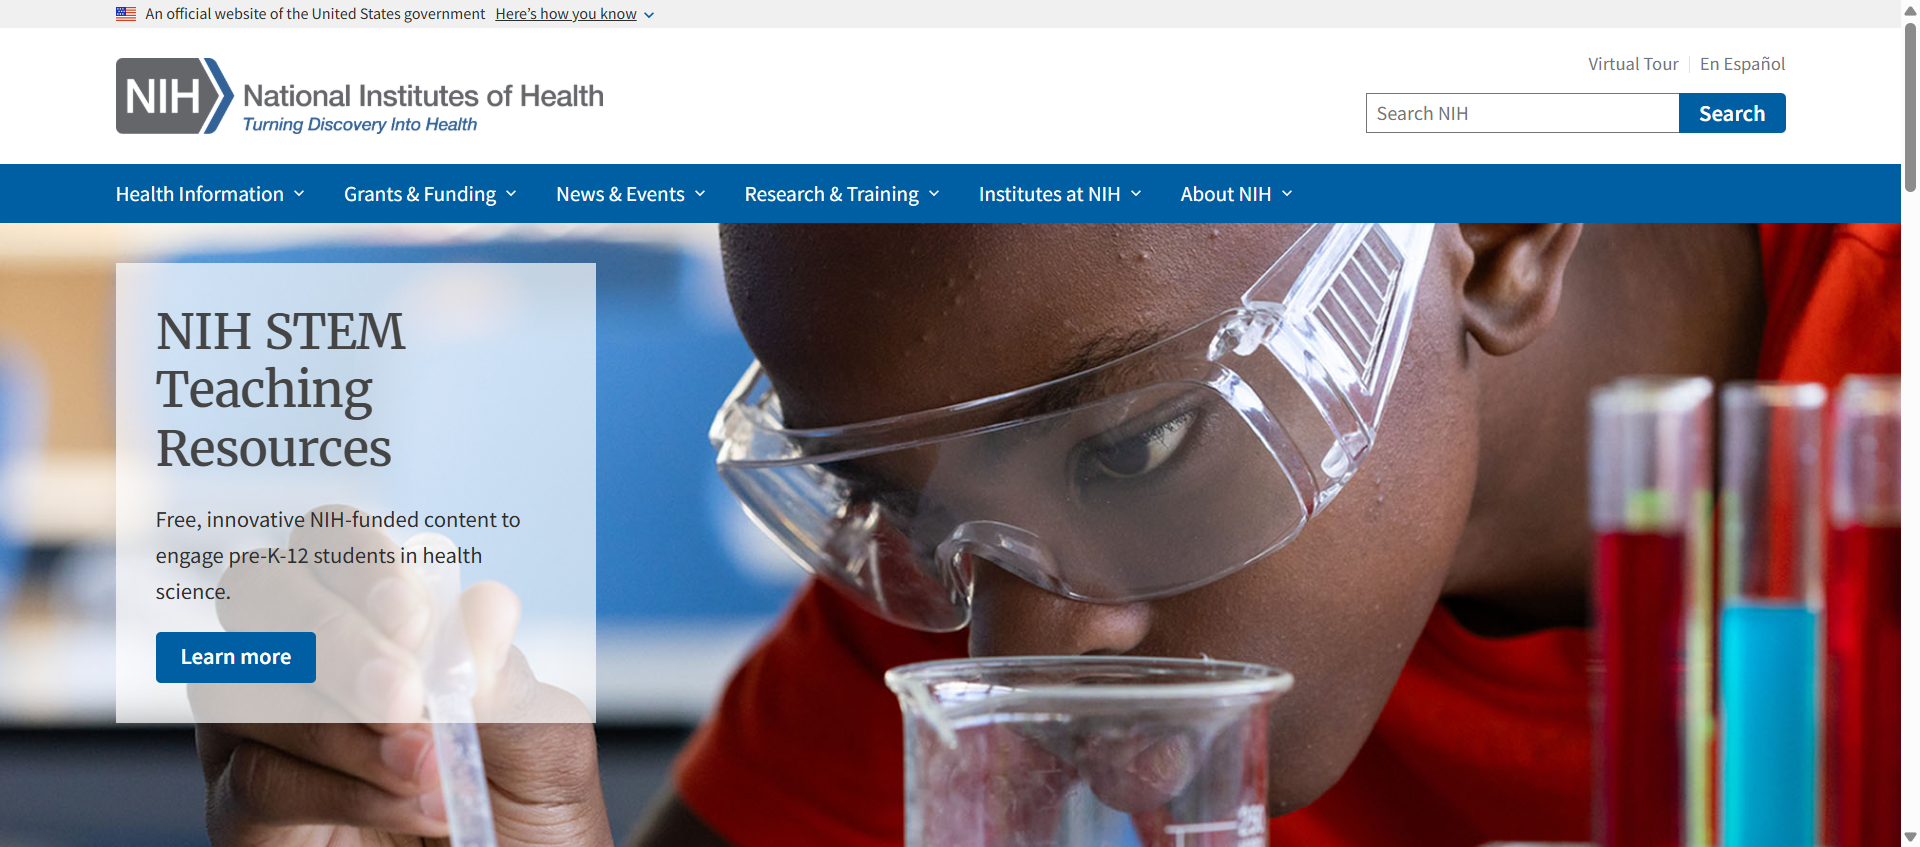 An official website of the United States government Here's how you know
NIH National Institutes of Health
Turning Discovery Into Health
Virtual Tour En Español
Search NIH Search
Health Information Grants & Funding News & Events Research & Training Institutes at NIH About NIH
NIH STEM
Teaching
Resources
Free, innovative NIH-funded content to
engage pre-K-12 students in health
science.
Learn more